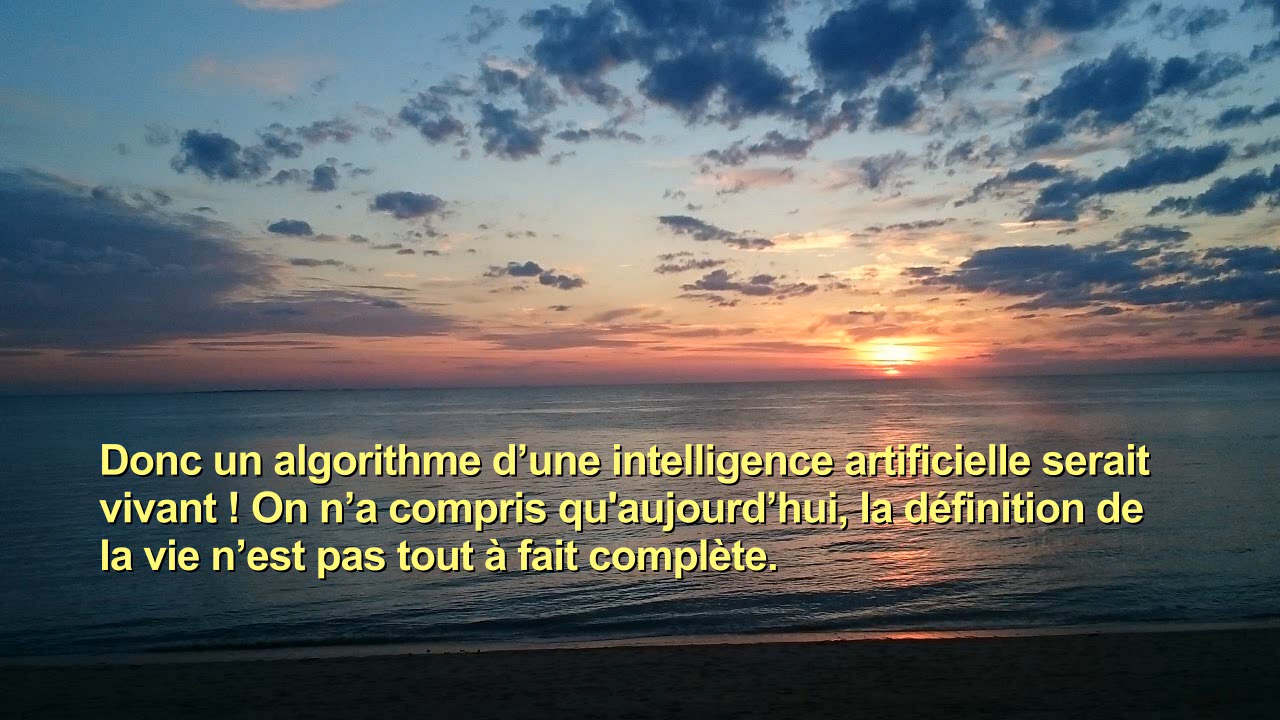 Donc un algorithme d’une intelligence artificielle serait
vivant ! On n’a compris qu'aujourd’hui, la définition de
la vie n’est pas tout à fait complète.